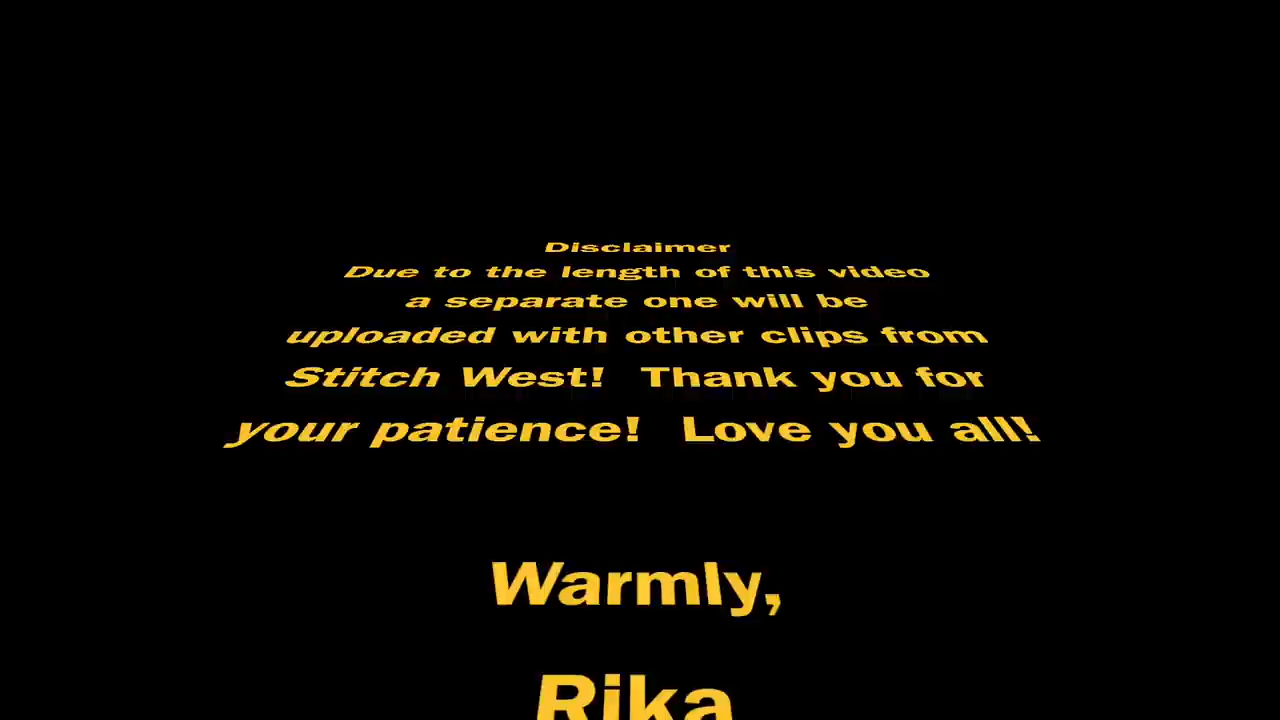 Disclaimer
Due to the length of this video
a separate one will be
uploaded with other clips from
Stitch West!  Thank you for
your patience!  Love you all!
Warmly,
Rika